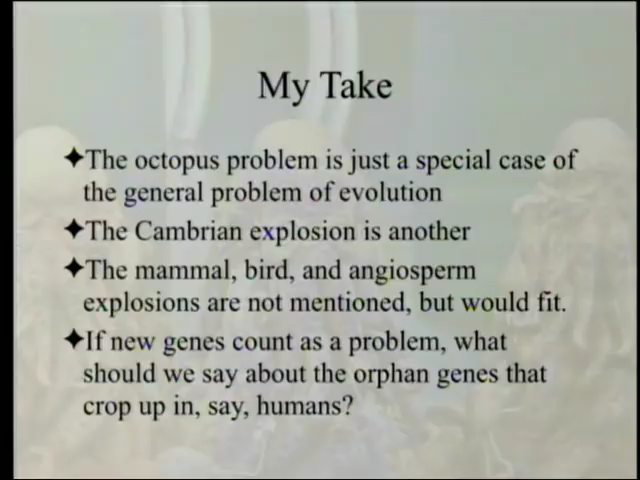 My Take
✦The octopus problem is just a special case of
the general problem of evolution
✦The Cambrian explosion is another
✦The mammal, bird, and angiosperm
explosions are not mentioned, but would fit.
✦If new genes count as a problem, what
should we say about the orphan genes that
crop up in, say, humans?